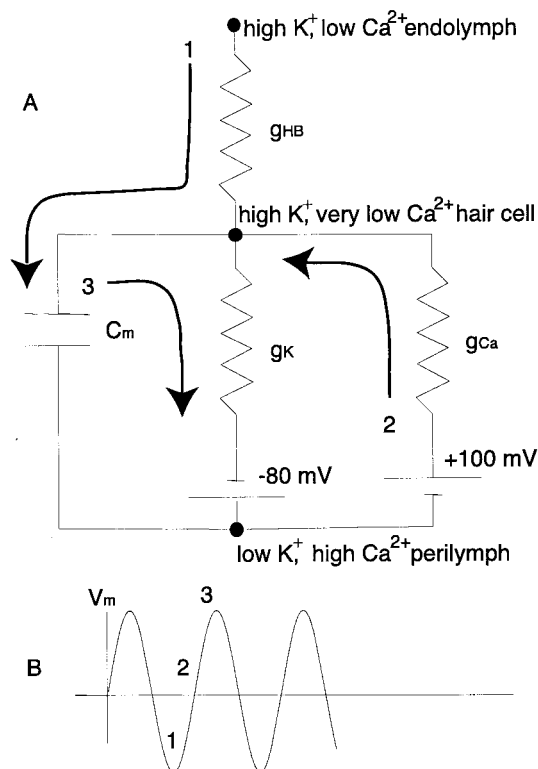 high K⁺, low Ca²⁺ endolymph
1
A
gHB
high K⁺, very low Ca²⁺ hair cell
3
Cm
gK
gCa
2
-80 mV
+100 mV
low K⁺, high Ca²⁺ perilymph
Vm
3
B
2
1